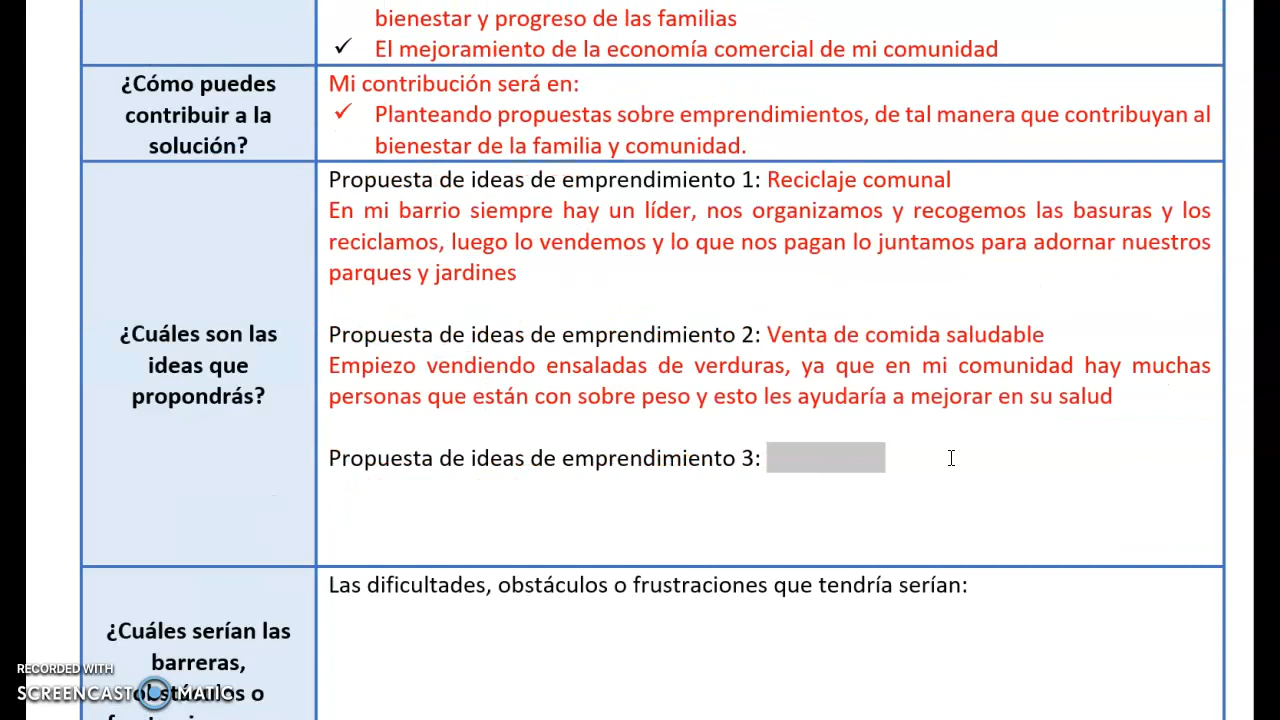 bienestar y progreso de las familias
✓ El mejoramiento de la economía comercial de mi comunidad
¿Cómo puedes
contribuir a la
solución?
Mi contribución será en:
✓ Planteando propuestas sobre emprendimientos, de tal manera que contribuyan al
bienestar de la familia y comunidad.
¿Cuáles son las
ideas que
propondrás?
Propuesta de ideas de emprendimiento 1: Reciclaje comunal
En mi barrio siempre hay un líder, nos organizamos y recogemos las basuras y los
reciclamos, luego lo vendemos y lo que nos pagan lo juntamos para adornar nuestros
parques y jardines
Propuesta de ideas de emprendimiento 2: Venta de comida saludable
Empiezo vendiendo ensaladas de verduras, ya que en mi comunidad hay muchas
personas que están con sobre peso y esto les ayudaría a mejorar en su salud
Propuesta de ideas de emprendimiento 3:
¿Cuáles serían las
barreras,
obstáculos o
Las dificultades, obstáculos o frustraciones que tendría serían:
RECORDED WITH
SCREENCAST-O-MATIC